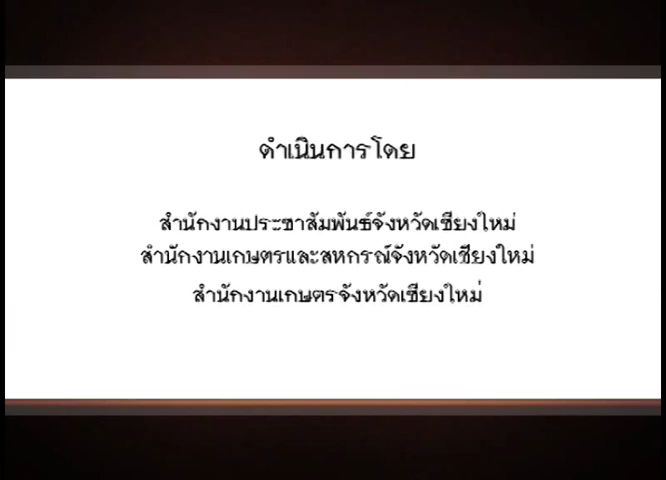 ดำเนินการโดย
สำนักงานประชาสัมพันธ์จังหวัดเชียงใหม่
สำนักงานเกษตรและสหกรณ์จังหวัดเชียงใหม่
สำนักงานเกษตรจังหวัดเชียงใหม่